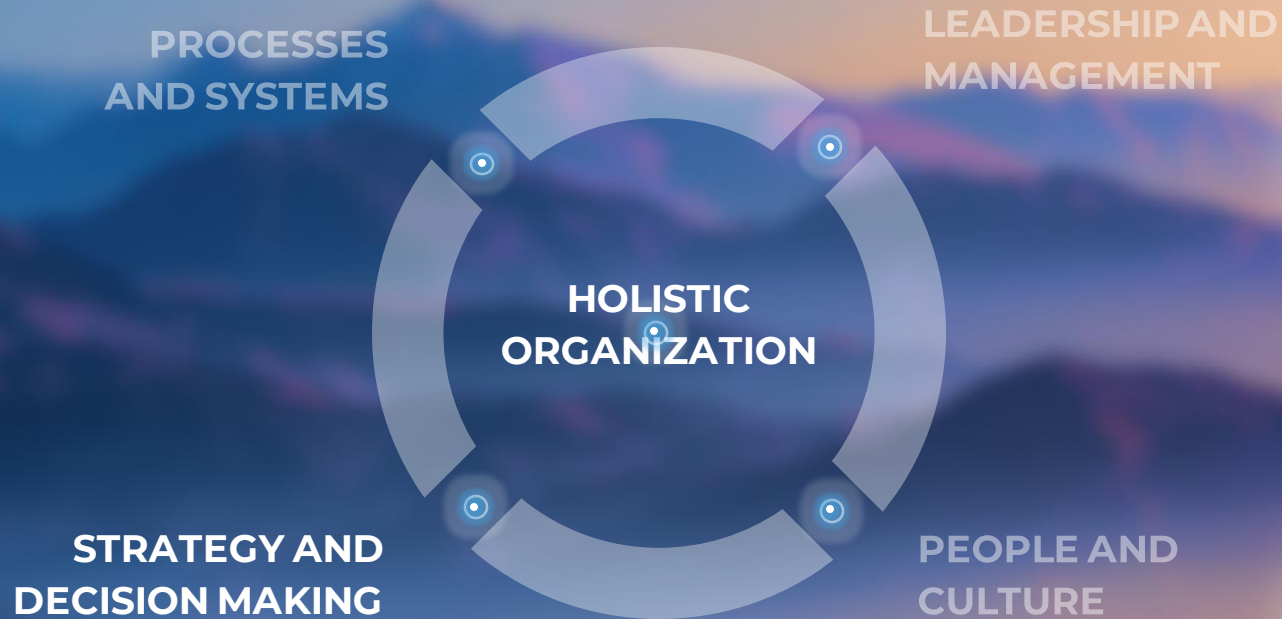 PROCESSES
AND SYSTEMS
LEADERSHIP AND
MANAGEMENT
HOLISTIC
ORGANIZATION
STRATEGY AND
DECISION MAKING
PEOPLE AND
CULTURE